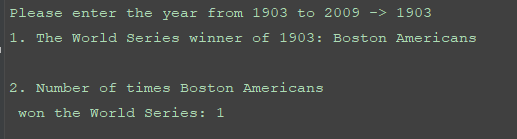 Please enter the year from 1903 to 2009 -> 1903
1. The World Series winner of 1903: Boston Americans
2. Number of times Boston Americans
won the World Series: 1